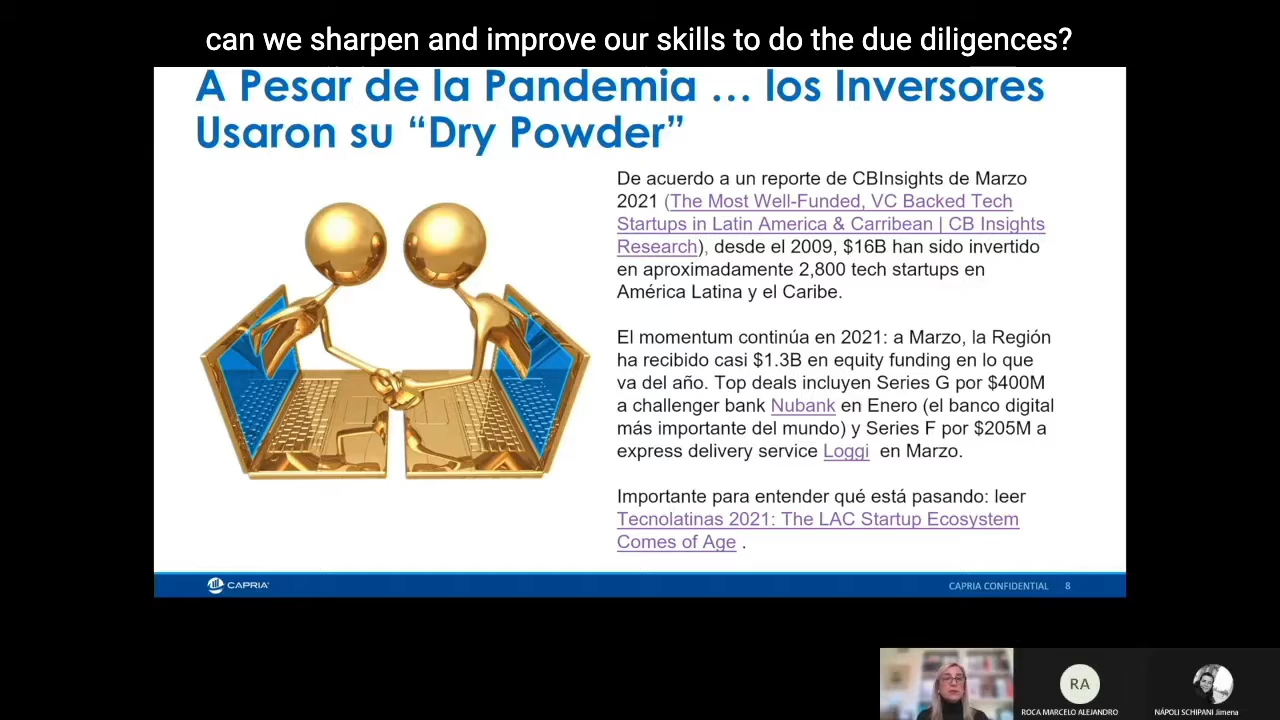 can we sharpen and improve our skills to do the due diligences?
A Pesar de la Pandemia … los Inversores
Usaron su “Dry Powder”
De acuerdo a un reporte de CBInsights de Marzo
2021 (The Most Well-Funded, VC Backed Tech
Startups in Latin America & Carribean | CB Insights
Research), desde el 2009, $16B han sido invertido
en aproximadamente 2,800 tech startups en
América Latina y el Caribe.
El momentum continúa en 2021: a Marzo, la Región
ha recibido casi $1.3B en equity funding en lo que
va del año. Top deals incluyen Series G por $400M
a challenger bank Nubank en Enero (el banco digital
más importante del mundo) y Series F por $205M a
express delivery service Loggi en Marzo.
Importante para entender qué está pasando: leer
Tecnolatinas 2021: The LAC Startup Ecosystem
Comes of Age .
CAPRIA
CAPRIA CONFIDENTIAL 8
RA
ROCA MARCELO ALEJANDRO
NÁPOLI SCHIPANI Jimena